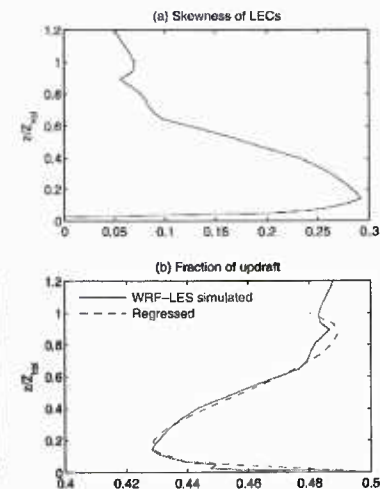 (a) Skewness of LECs
1.2
1
0.8
0.6
0.4
0.2
0
0 0.05 0.1 0.15 0.2 0.25 0.3 0.35
(b) Fraction of updraft
1.2
WRF–LES simulated
Regressed
1
0.8
0.6
0.4
0.2
0
0.4 0.42 0.44 0.46 0.48 0.5